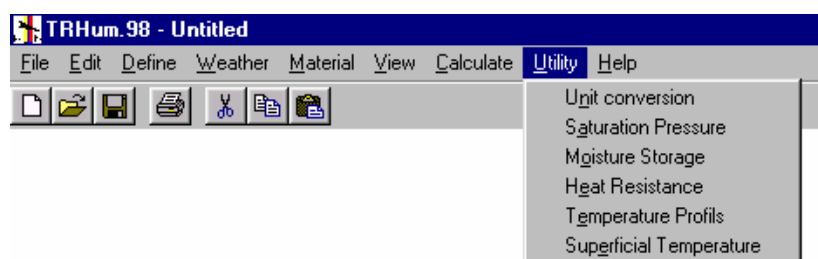 TRHum.98 - Untitled
File Edit Define Weather Material View Calculate Utility Help
Unit conversion
Saturation Pressure
Moisture Storage
Heat Resistance
Temperature Profils
Superficial Temperature